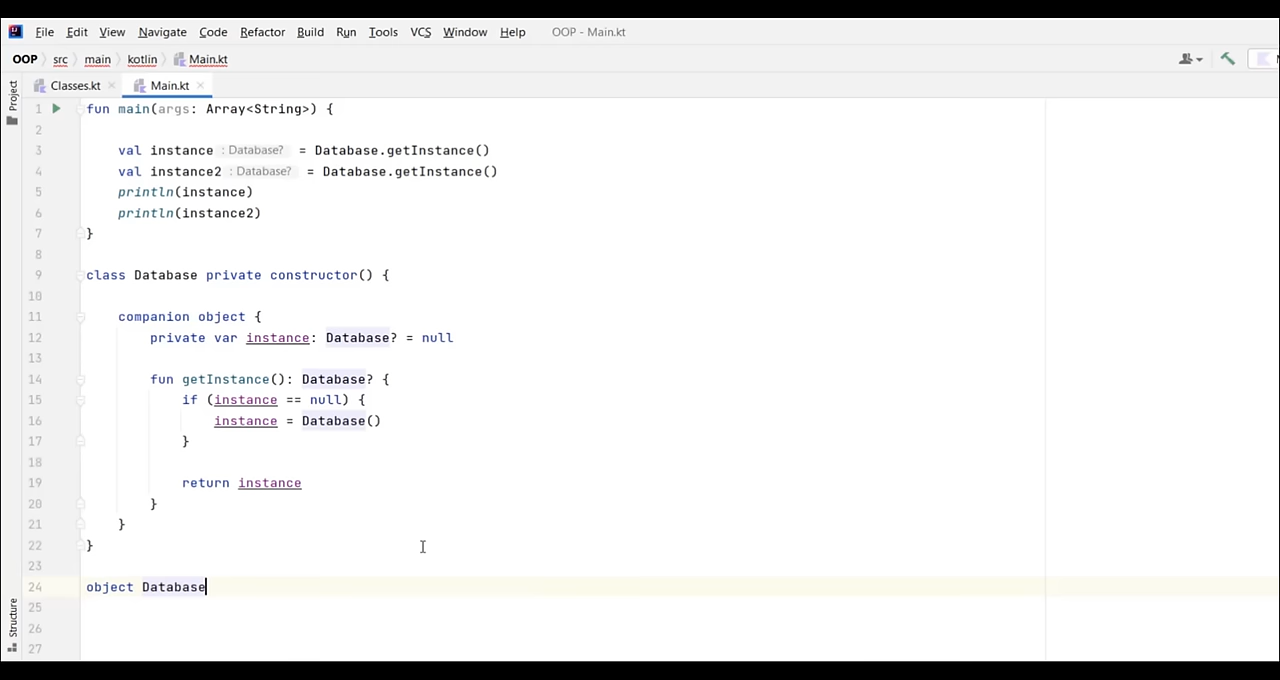 File Edit View Navigate Code Refactor Build Run Tools VCS Window Help OOP - Main.kt
OOP src main kotlin Main.kt
Classes.kt Main.kt
Project
1 fun main(args: Array<String>) {
2
3 val instance : Database? = Database.getInstance()
4 val instance2 : Database? = Database.getInstance()
5 println(instance)
6 println(instance2)
7 }
8
9 class Database private constructor() {
10
11 companion object {
12 private var instance: Database? = null
13
14 fun getInstance(): Database? {
15 if (instance == null) {
16 instance = Database()
17 }
18
19 return instance
20 }
21 }
22 }
23
24 object Database
25
26
27
Structure